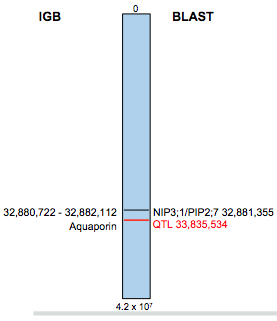 IGB
BLAST
0
32,880,722 - 32,882,112
NIP3;1/PIP2;7 32,881,355
Aquaporin
QTL 33,835,534
4.2 x 10⁷